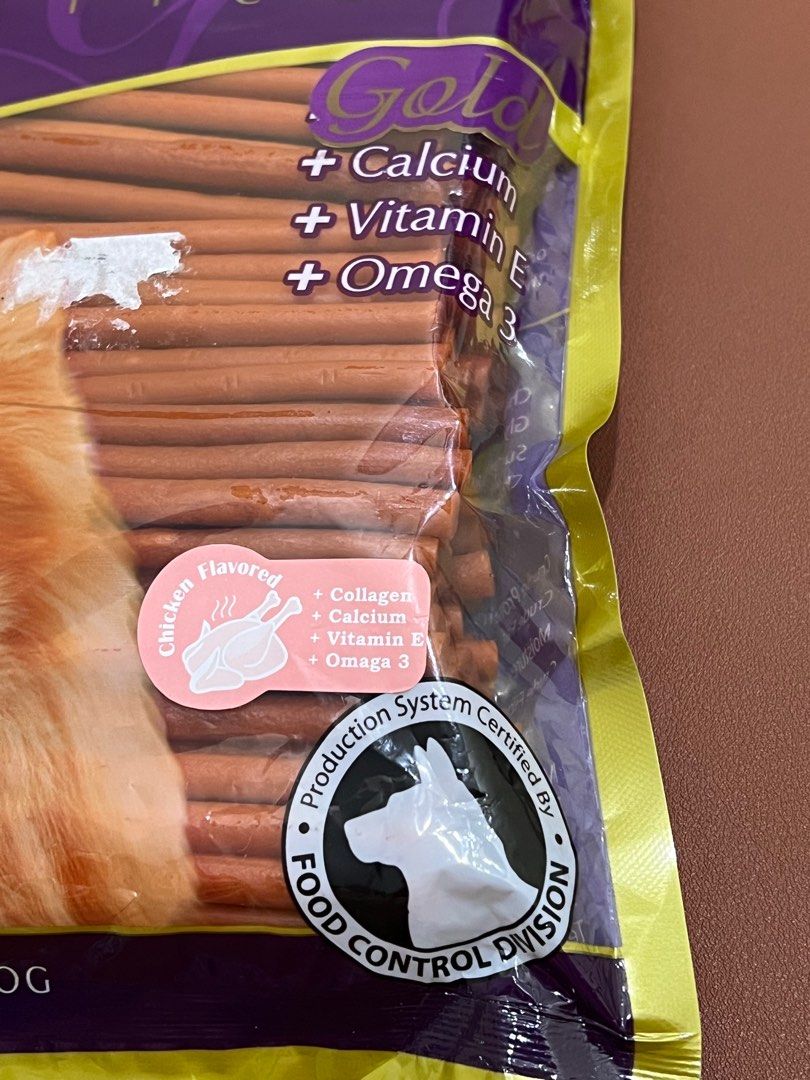 Gold
+ Calcium
+ Vitamin E
+ Omega 3
Chicken Flavored
+ Collagen
+ Calcium
+ Vitamin E
+ Omaga 3
Production System Certified By
• FOOD CONTROL DIVISION •
OG